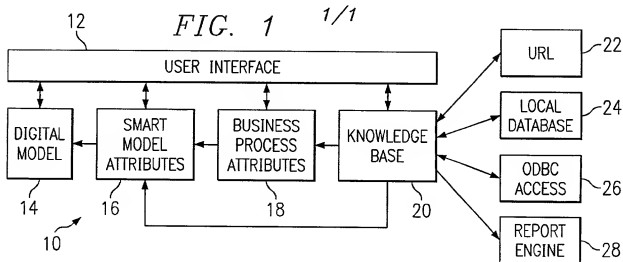 FIG. 1
1/1
12
USER INTERFACE
DIGITAL
MODEL
14
SMART
MODEL
ATTRIBUTES
16
BUSINESS
PROCESS
ATTRIBUTES
18
KNOWLEDGE
BASE
20
URL
22
LOCAL
DATABASE
24
ODBC
ACCESS
26
REPORT
ENGINE
28
10